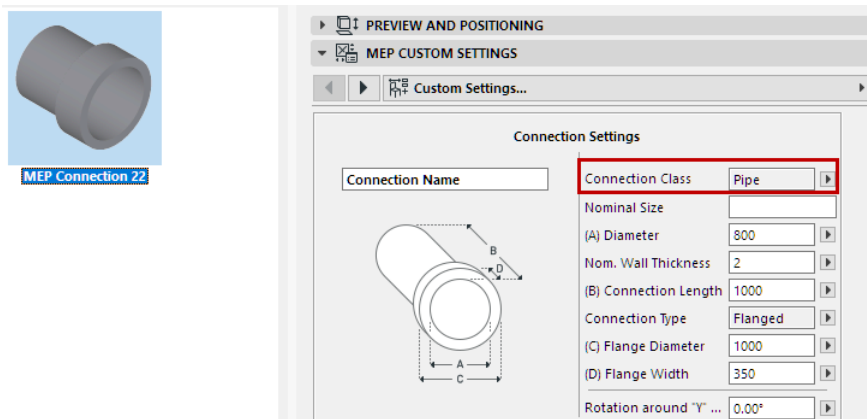 MEP Connection 22
PREVIEW AND POSITIONING
MEP CUSTOM SETTINGS
Custom Settings...
Connection Settings
Connection Name
Connection Class Pipe
Nominal Size
(A) Diameter 800
Nom. Wall Thickness 2
(B) Connection Length 1000
Connection Type Flanged
(C) Flange Diameter 1000
(D) Flange Width 350
Rotation around "Y" ... 0.00°
B
D
A
C